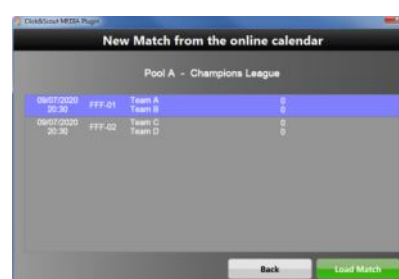 Click&Scout MEDIA Plugin
New Match from the online calendar
Pool A - Champions League
09/07/2020 20:30 FFF-01 Team A 0
Team B 0
09/07/2020 20:30 FFF-02 Team C 0
Team D 0
Back Load Match